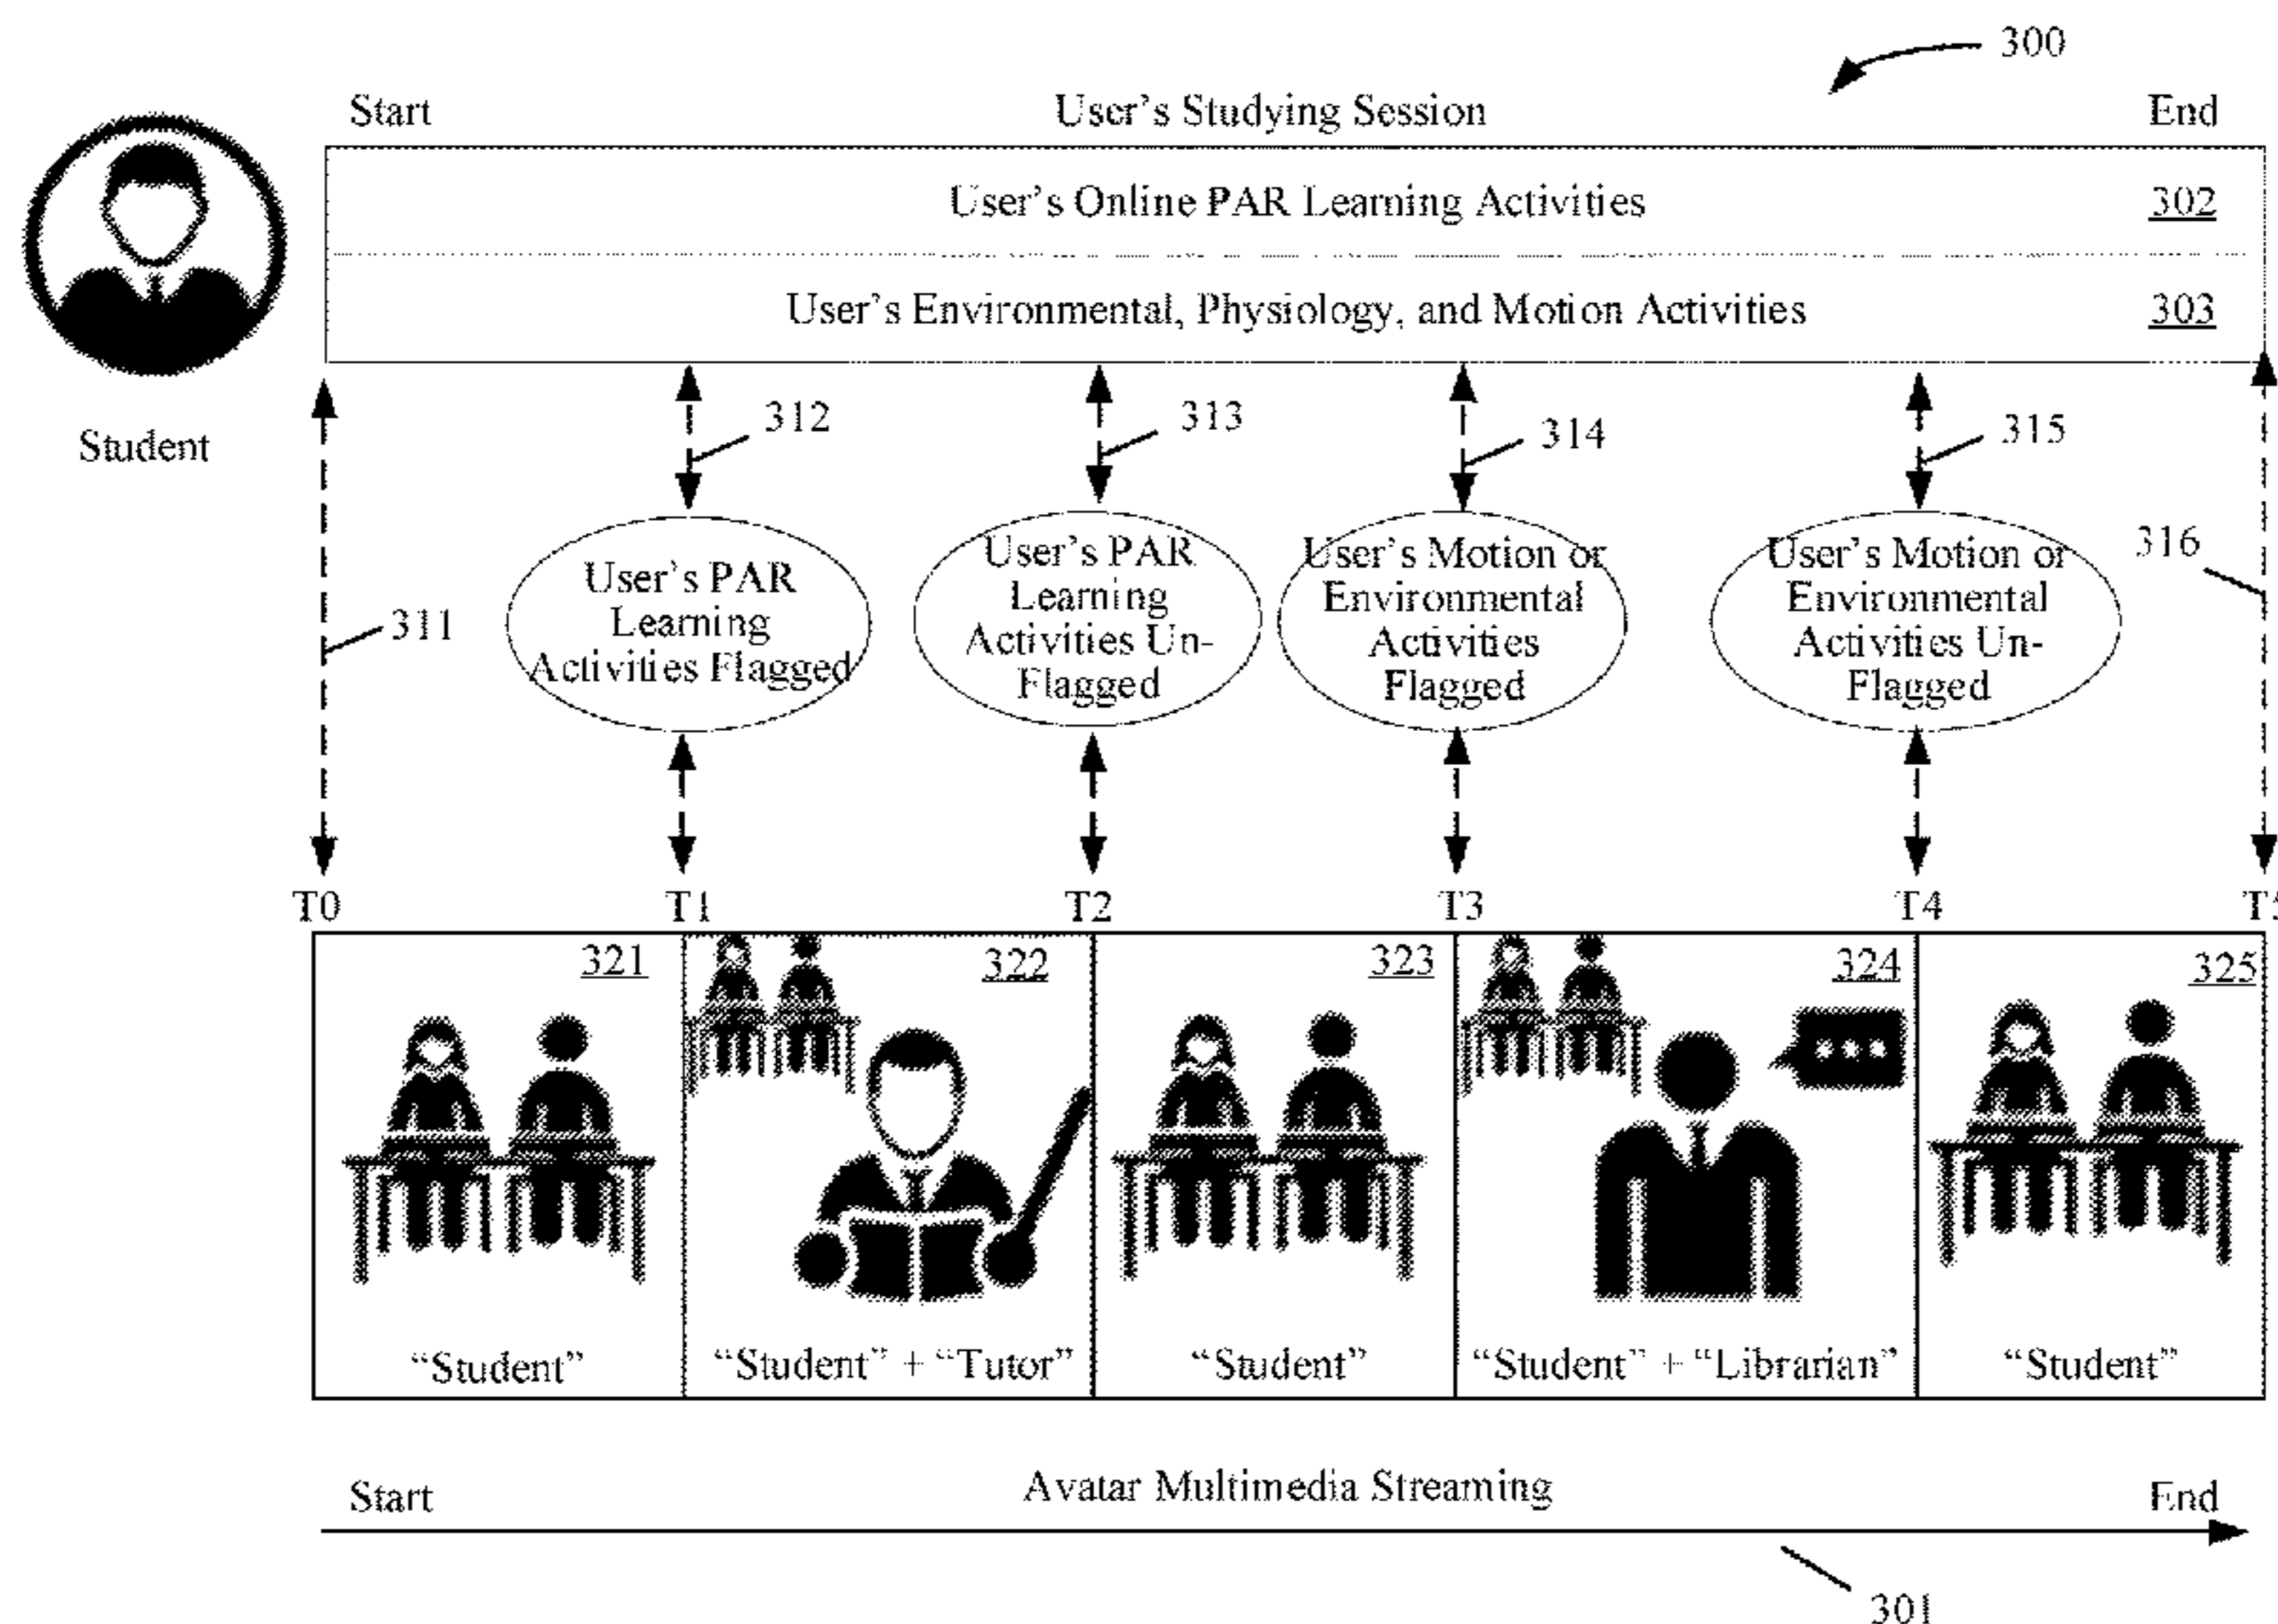 300
Start
User's Studying Session
End
User's Online PAR Learning Activities
302
User's Environmental, Physiology, and Motion Activities
303
Student
312
313
314
315
316
311
User's PAR
Learning
Activities Flagged
User's PAR
Learning
Activities Un-
Flagged
User's Motion or
Environmental
Activities
Flagged
User's Motion or
Environmental
Activities Un-
Flagged
T0
T1
T2
T3
T4
T5
321
322
323
324
325
“Student”
“Student” + “Tutor”
“Student”
“Student” + “Librarian”
“Student”
Start
Avatar Multimedia Streaming
End
301